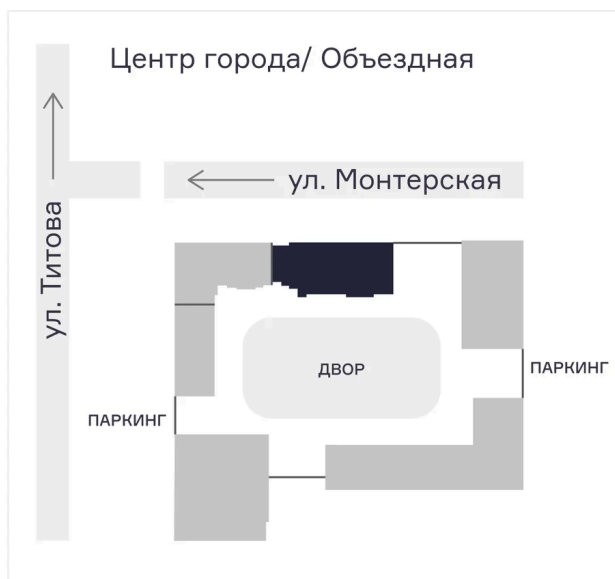 Центр города/ Объездная
ул. Монтерская
ул. Титова
ДВОР
ПАРКИНГ
ПАРКИНГ